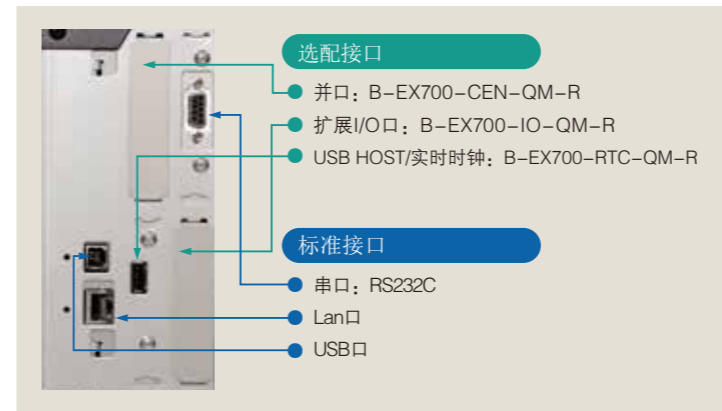 选配接口
并口：B-EX700-CEN-QM-R
扩展I/O口：B-EX700-IO-QM-R
USB HOST/实时时钟：B-EX700-RTC-QM-R
标准接口
串口：RS232C
Lan口
USB口